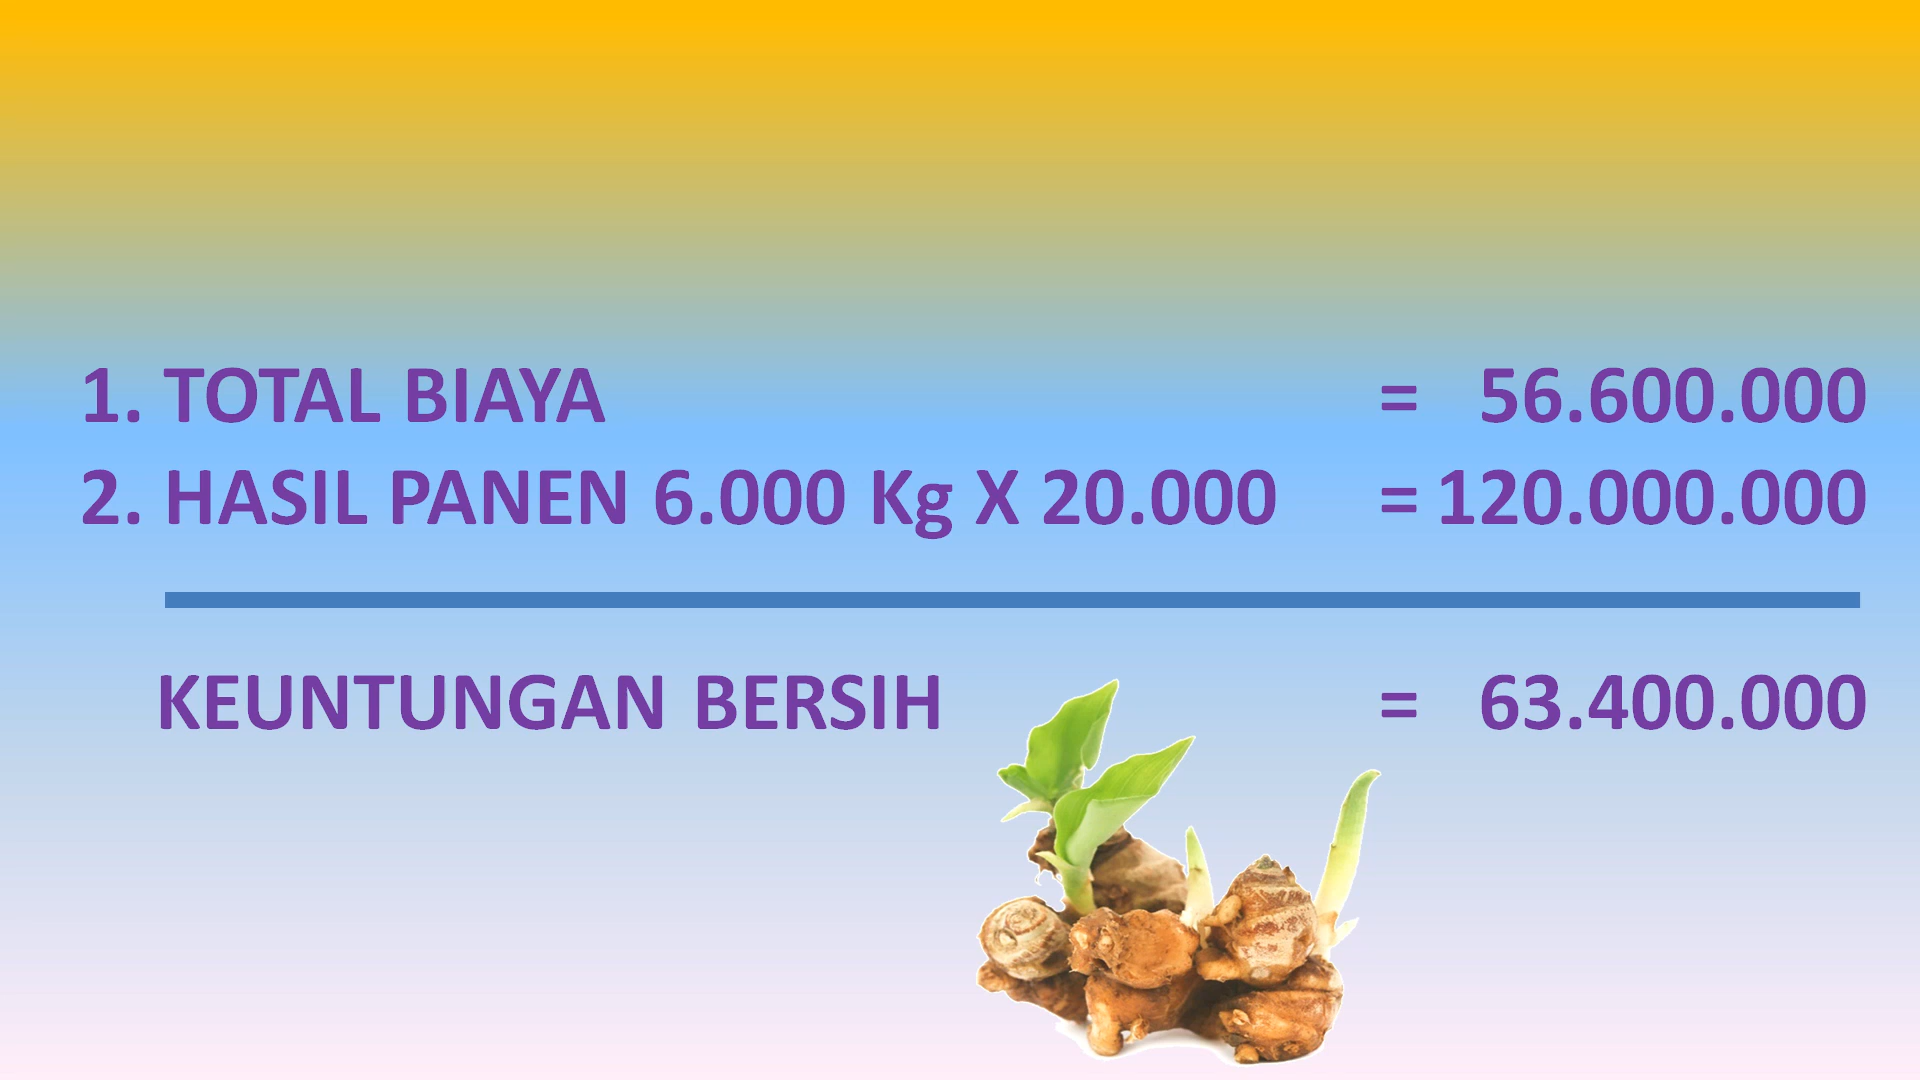 1. TOTAL BIAYA = 56.600.000
2. HASIL PANEN 6.000 Kg X 20.000 = 120.000.000
KEUNTUNGAN BERSIH = 63.400.000